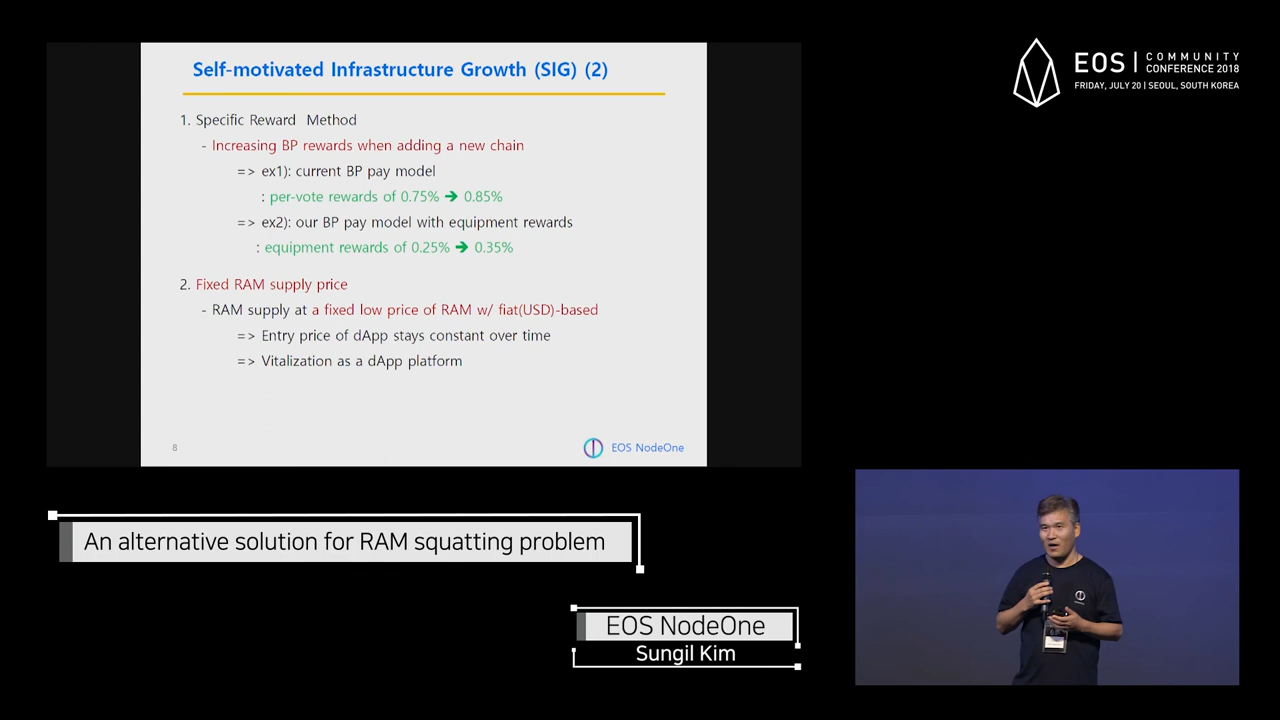 Self-motivated Infrastructure Growth (SIG) (2)
1. Specific Reward Method
- Increasing BP rewards when adding a new chain
=> ex1): current BP pay model
: per-vote rewards of 0.75% ➔ 0.85%
=> ex2): our BP pay model with equipment rewards
: equipment rewards of 0.25% ➔ 0.35%
2. Fixed RAM supply price
- RAM supply at a fixed low price of RAM w/ fiat(USD)-based
=> Entry price of dApp stays constant over time
=> Vitalization as a dApp platform
8
EOS NodeOne
EOS | COMMUNITY
CONFERENCE 2018
FRIDAY, JULY 20 | SEOUL, SOUTH KOREA
An alternative solution for RAM squatting problem
EOS NodeOne
Sungil Kim